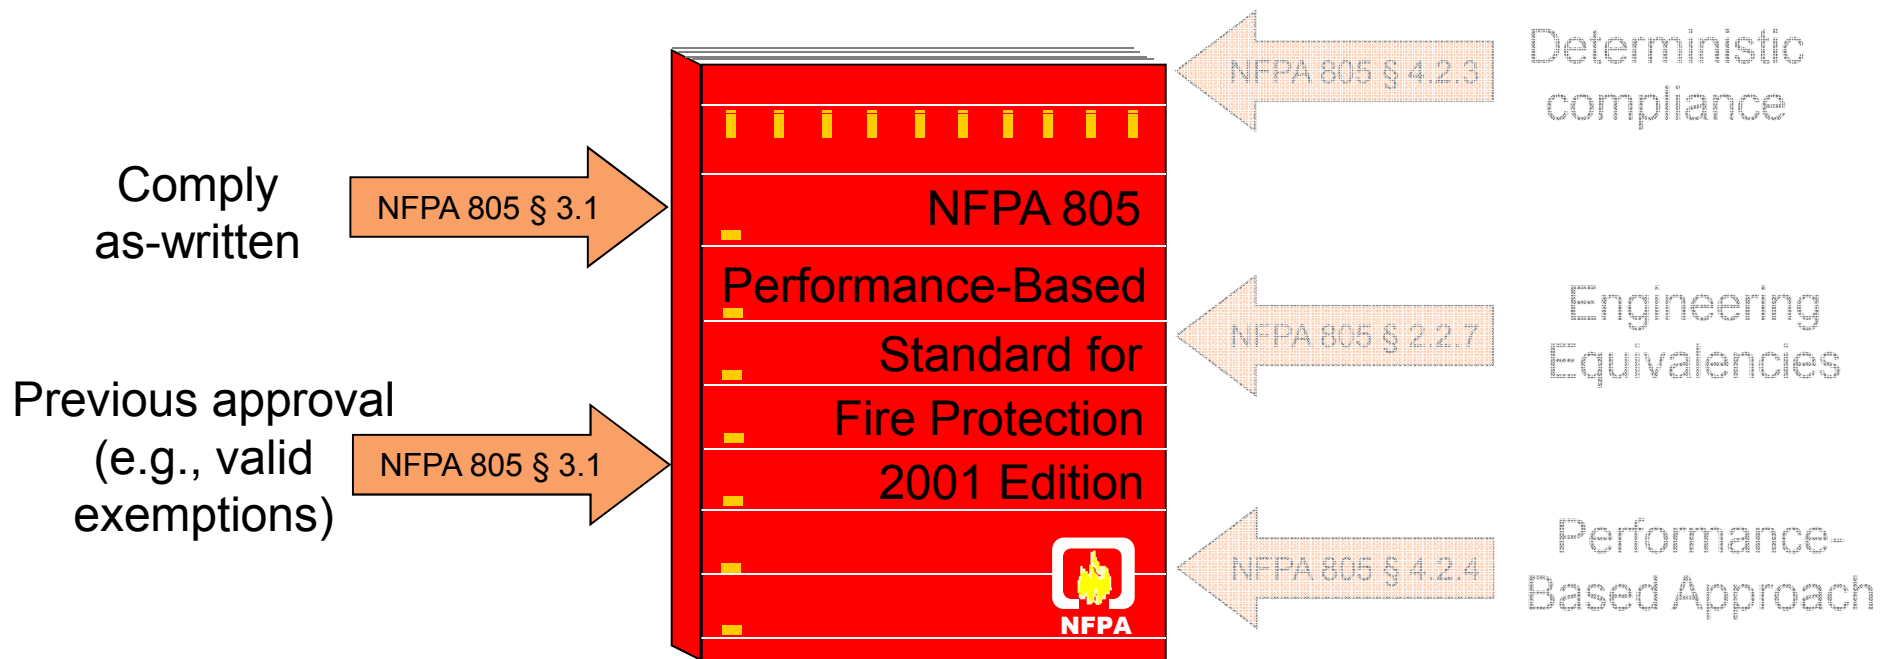 Comply
as-written
NFPA 805 § 3.1
Previous approval
(e.g., valid
exemptions)
NFPA 805 § 3.1
NFPA 805
Performance-Based
Standard for
Fire Protection
2001 Edition
NFPA
NFPA 805 § 4.2.3
Deterministic
compliance
NFPA 805 § 2.2.7
Engineering
Equivalencies
NFPA 805 § 4.2.4
Performance-
Based Approach